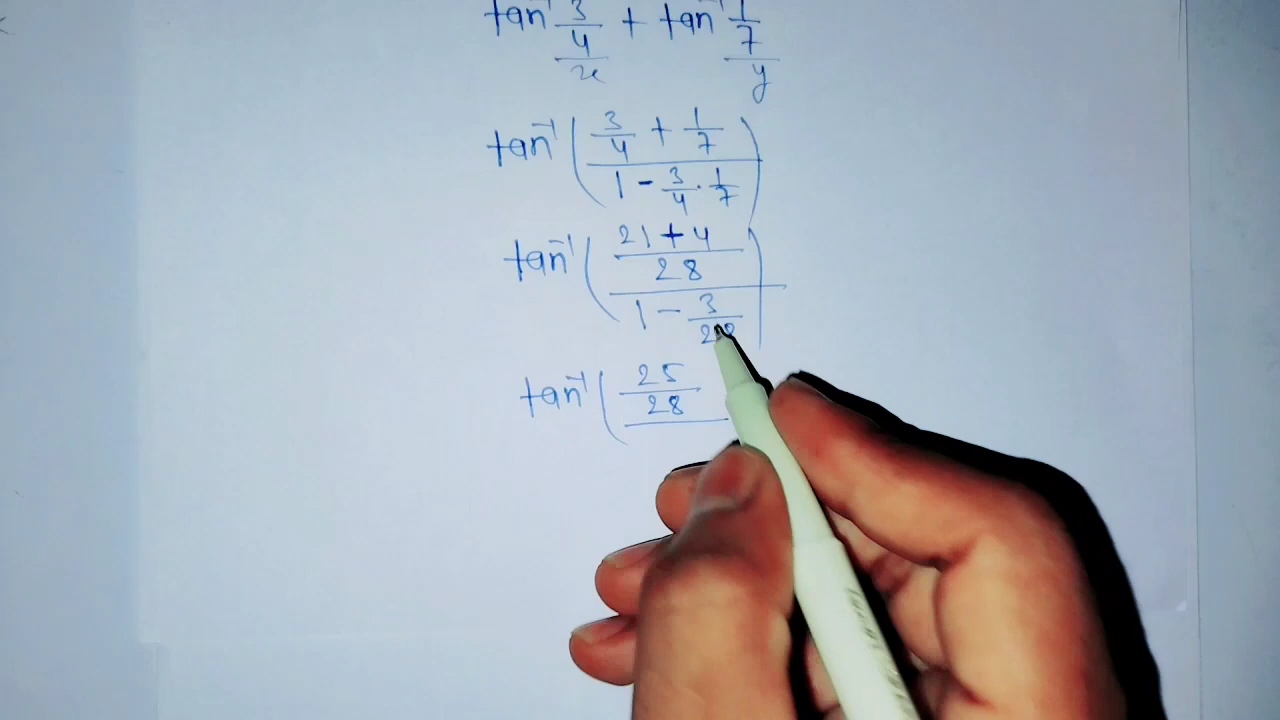 tan⁻¹ 3/4 + tan⁻¹ 1/7
x y
tan⁻¹ ( (3/4 + 1/7) / (1 - 3/4 · 1/7) )
tan⁻¹ ( ((21 + 4)/28) / (1 - 3/28) )
tan⁻¹ ( (25/28) /